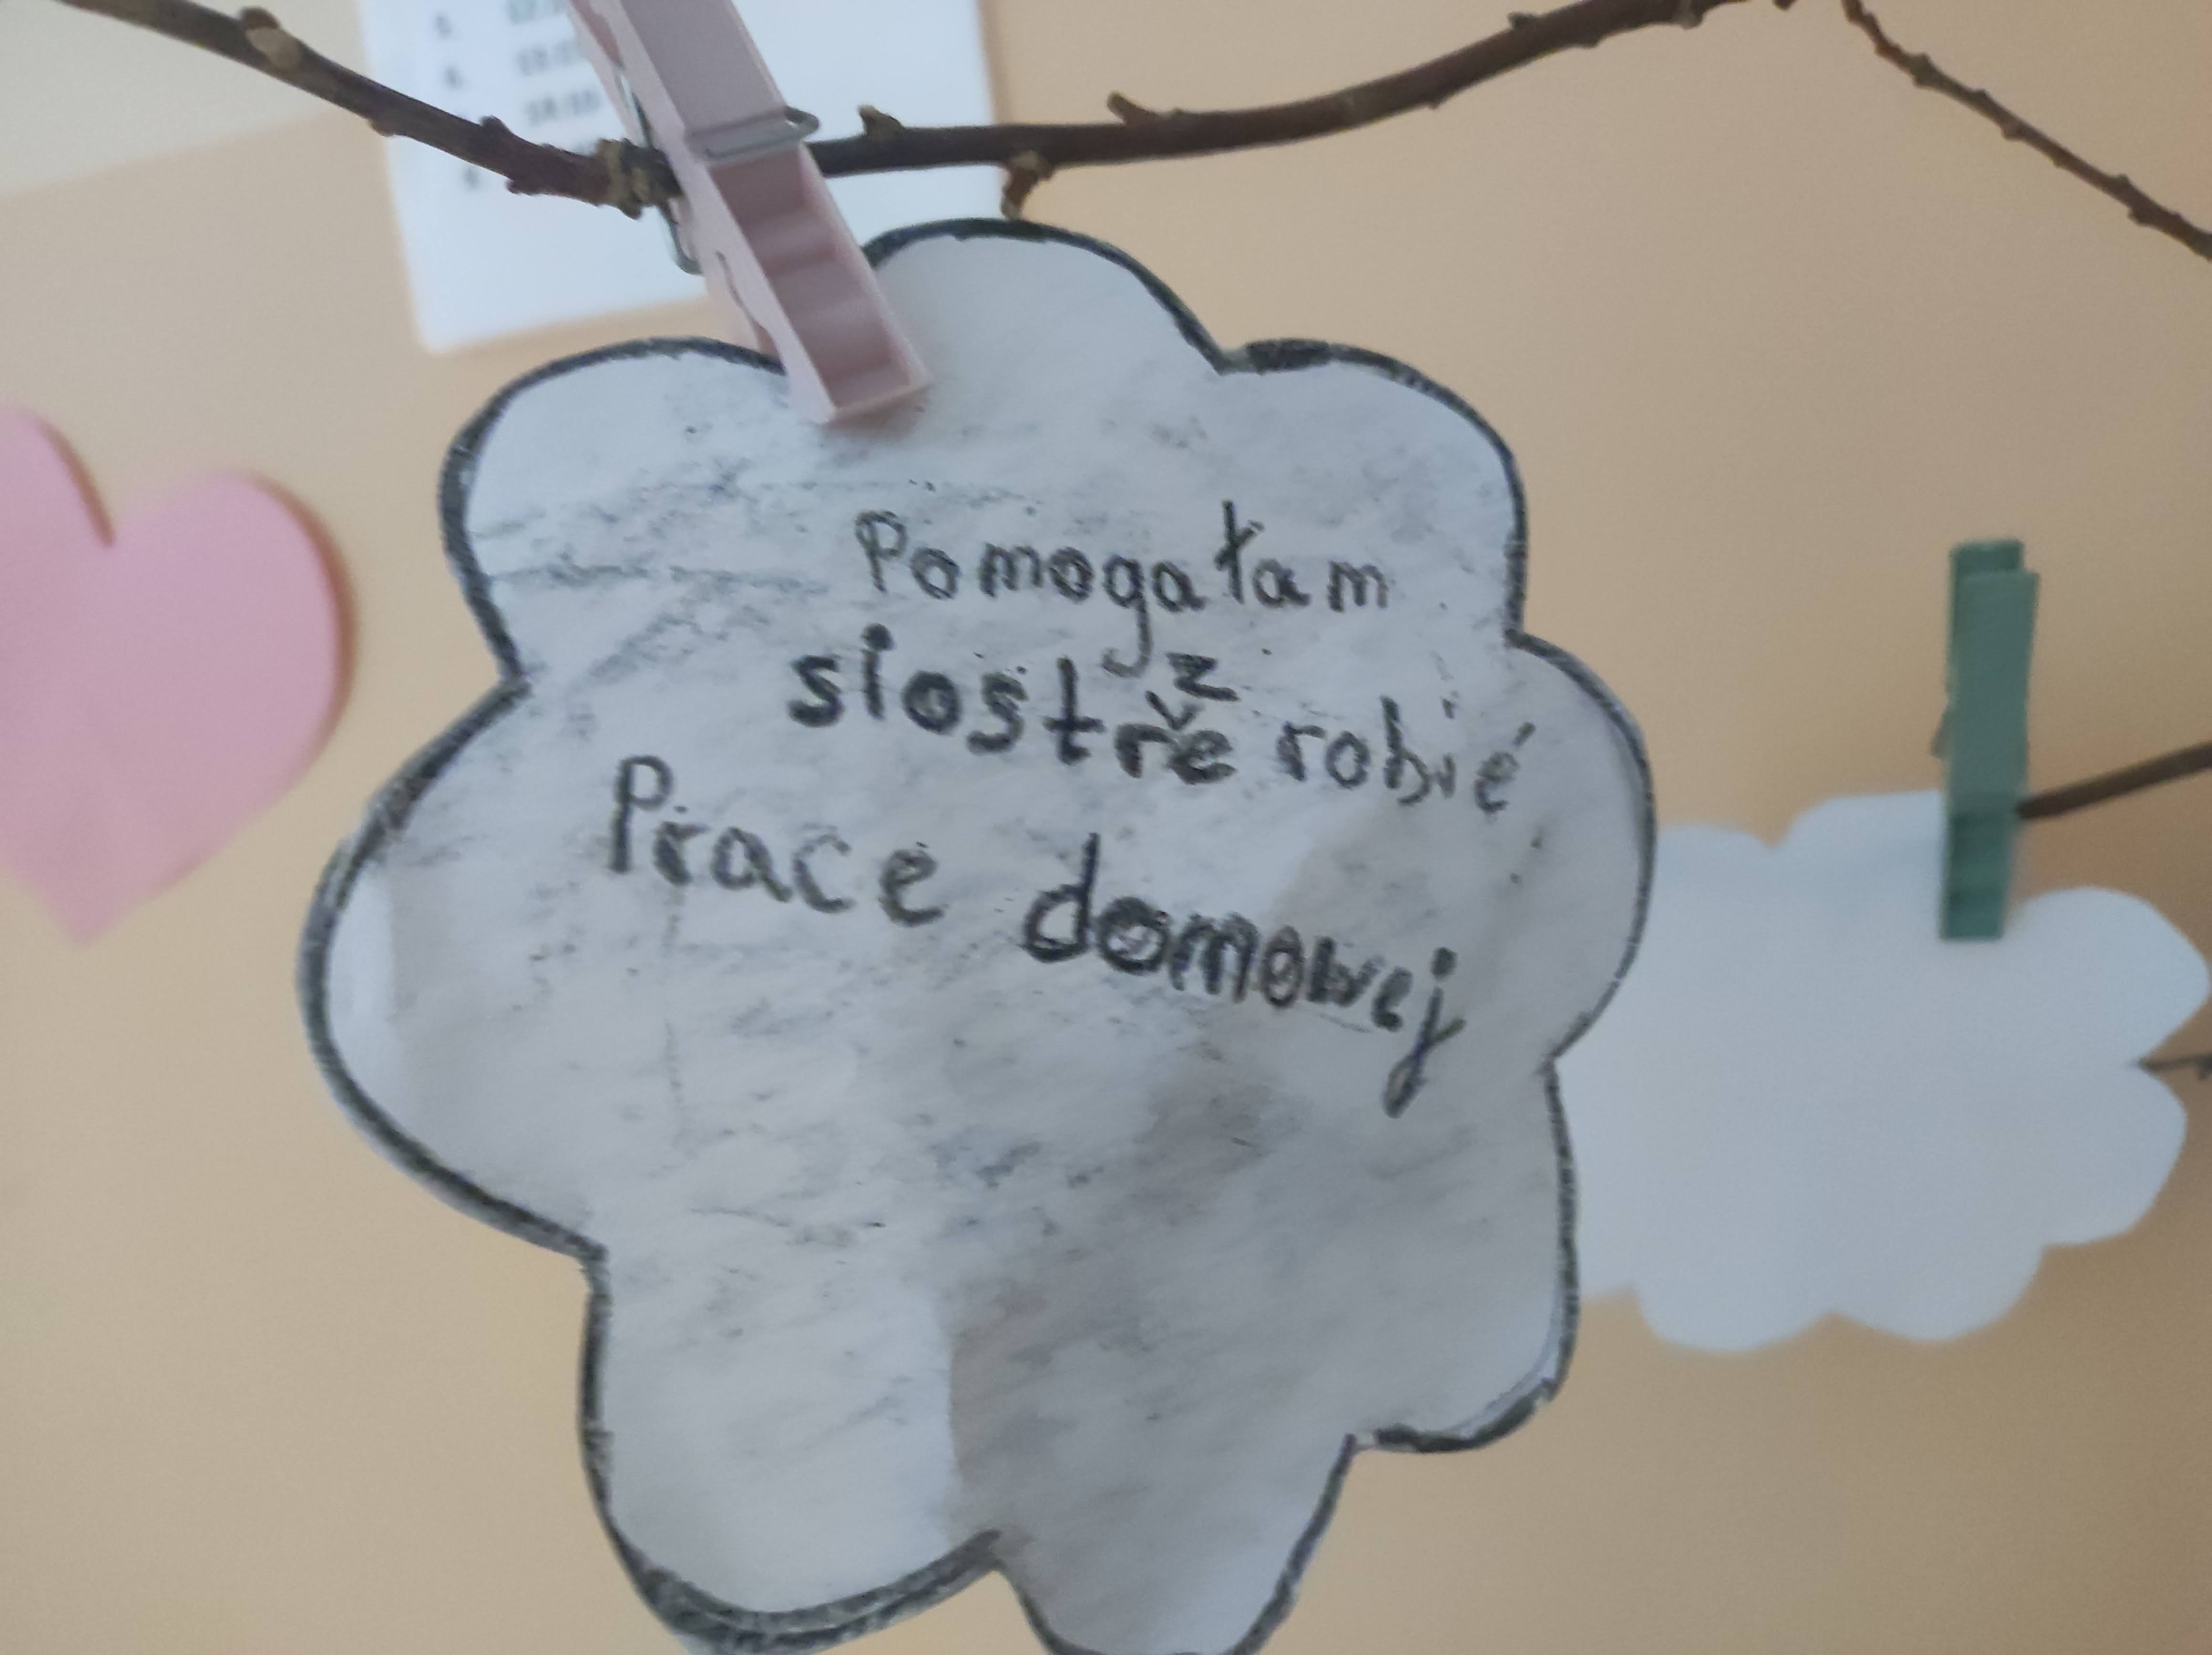 Pomogałam
siostrze robić
Prace domowej